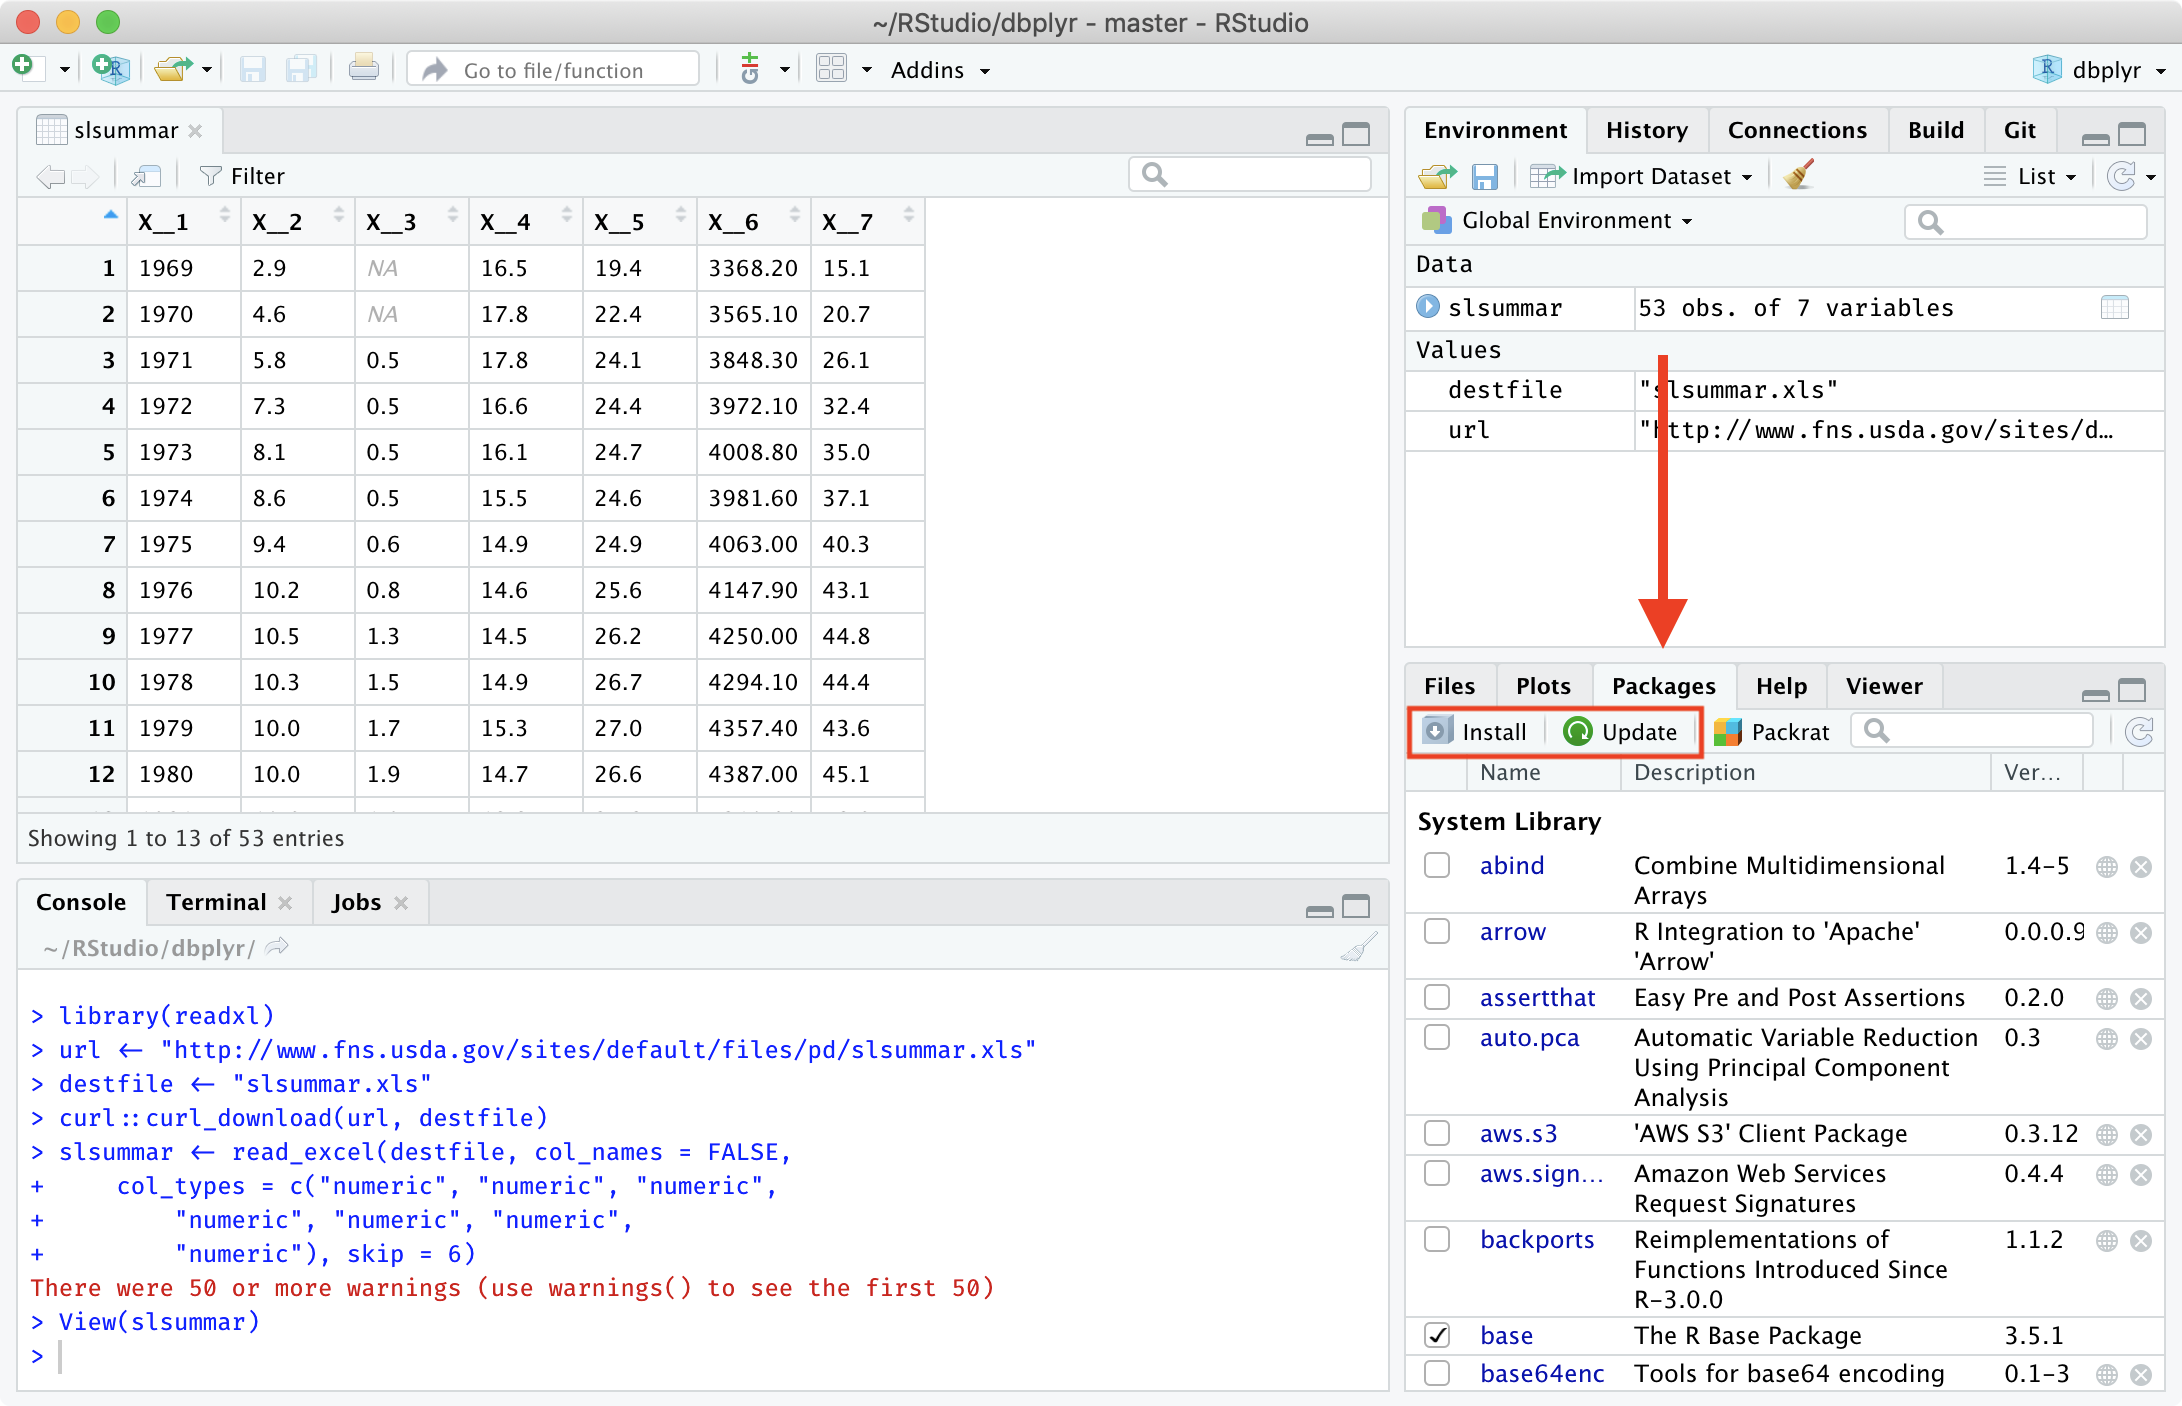 ~/RStudio/dbplyr - master - RStudio
Go to file/function
Git
Addins
R dbplyr
slsummar
Filter
X__1 X__2 X__3 X__4 X__5 X__6 X__7
1 1969 2.9 NA 16.5 19.4 3368.20 15.1
2 1970 4.6 NA 17.8 22.4 3565.10 20.7
3 1971 5.8 0.5 17.8 24.1 3848.30 26.1
4 1972 7.3 0.5 16.6 24.4 3972.10 32.4
5 1973 8.1 0.5 16.1 24.7 4008.80 35.0
6 1974 8.6 0.5 15.5 24.6 3981.60 37.1
7 1975 9.4 0.6 14.9 24.9 4063.00 40.3
8 1976 10.2 0.8 14.6 25.6 4147.90 43.1
9 1977 10.5 1.3 14.5 26.2 4250.00 44.8
10 1978 10.3 1.5 14.9 26.7 4294.10 44.4
11 1979 10.0 1.7 15.3 27.0 4357.40 43.6
12 1980 10.0 1.9 14.7 26.6 4387.00 45.1
Showing 1 to 13 of 53 entries
Console Terminal Jobs
~/RStudio/dbplyr/
> library(readxl)
> url <- "http://www.fns.usda.gov/sites/default/files/pd/slsummar.xls"
> destfile <- "slsummar.xls"
> curl::curl_download(url, destfile)
> slsummar <- read_excel(destfile, col_names = FALSE,
+     col_types = c("numeric", "numeric", "numeric",
+         "numeric", "numeric", "numeric",
+         "numeric"), skip = 6)
There were 50 or more warnings (use warnings() to see the first 50)
> View(slsummar)
>
Environment History Connections Build Git
Import Dataset List
Global Environment
Data
slsummar 53 obs. of 7 variables
Values
destfile "slsummar.xls"
url "http://www.fns.usda.gov/sites/d…
Files Plots Packages Help Viewer
Install Update Packrat
Name Description Ver...
System Library
abind Combine Multidimensional 1.4-5
Arrays
arrow R Integration to 'Apache' 0.0.0.9
'Arrow'
assertthat Easy Pre and Post Assertions 0.2.0
auto.pca Automatic Variable Reduction 0.3
Using Principal Component
Analysis
aws.s3 'AWS S3' Client Package 0.3.12
aws.sign... Amazon Web Services 0.4.4
Request Signatures
backports Reimplementations of 1.1.2
Functions Introduced Since
R-3.0.0
base The R Base Package 3.5.1
base64enc Tools for base64 encoding 0.1-3